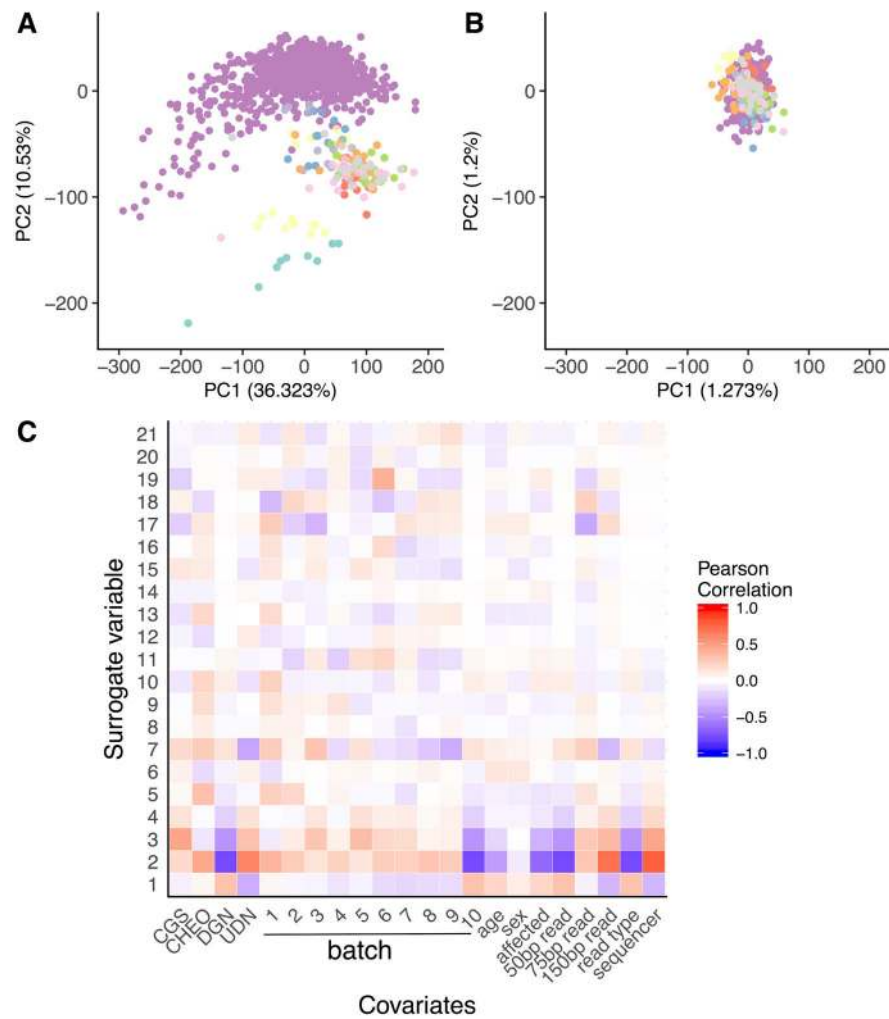 A
B
0
−100
−200
PC2 (10.53%)
−300 −200 −100 0 100 200
PC1 (36.323%)
0
−100
−200
PC2 (1.2%)
−300 −200 −100 0 100 200
PC1 (1.273%)
C
21
20
19
18
17
16
15
14
13
12
11
10
9
8
7
6
5
4
3
2
1
Surrogate variable
CGS CHEO DGN UDN 1 2 3 4 5 6 7 8 9 10 age sex affected 50bp read 75bp read 150bp read read type sequencer
batch
Covariates
Pearson
Correlation
1.0
0.5
0.0
−0.5
−1.0